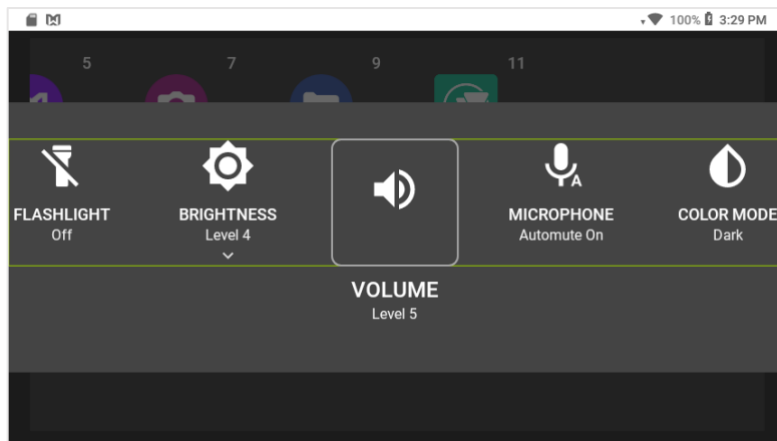 100% 3:29 PM
5 7 9 11
A
FLASHLIGHT BRIGHTNESS MICROPHONE COLOR MODE
Off Level 4 Automute On Dark
VOLUME
Level 5